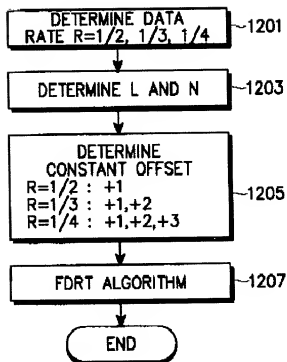 DETERMINE DATA
RATE R=1/2, 1/3, 1/4
1201
DETERMINE L AND N
1203
DETERMINE
CONSTANT OFFSET
R=1/2 : +1
R=1/3 : +1,+2
R=1/4 : +1,+2,+3
1205
FDRT ALGORITHM
1207
END